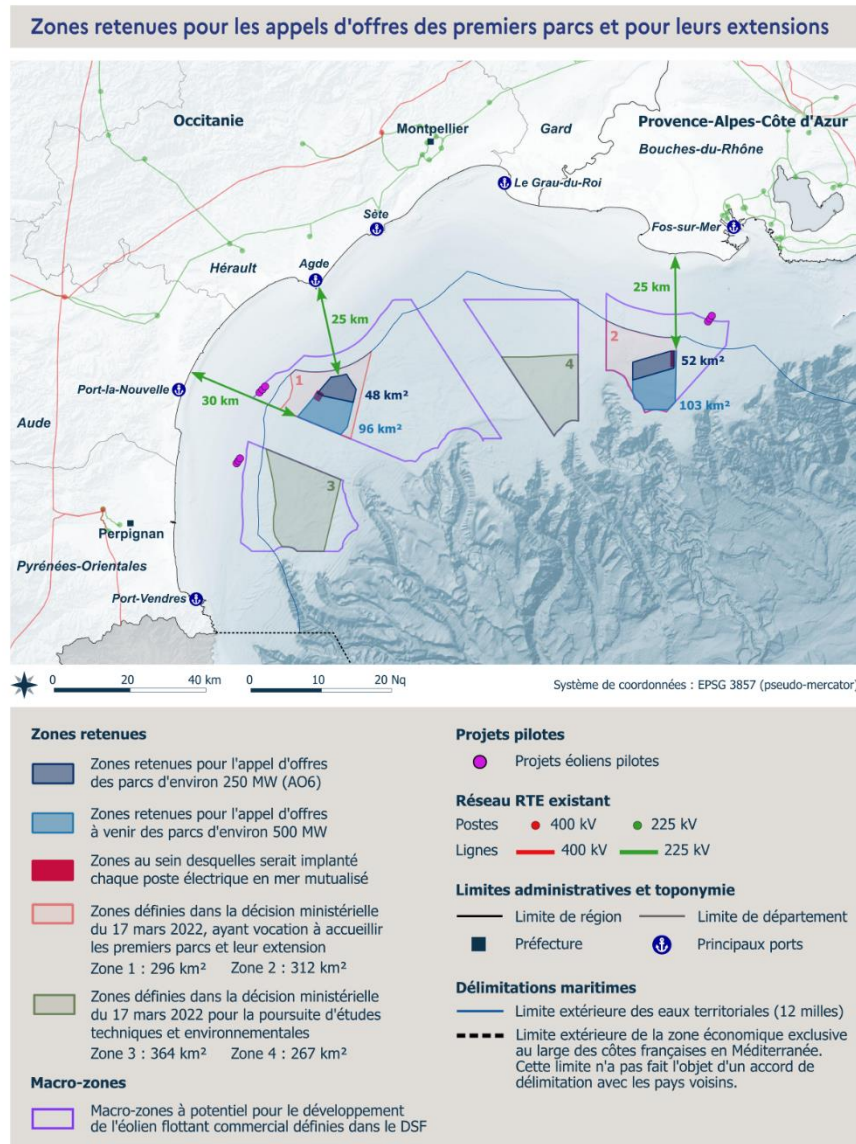 Zones retenues pour les appels d'offres des premiers parcs et pour leurs extensions
Occitanie
Montpellier
Gard
Provence-Alpes-Côte d'Azur
Bouches-du-Rhône
Le Grau-du-Roi
Sète
Fos-sur-Mer
Hérault
Agde
25 km
25 km
2
1
4
52 km²
Port-la-Nouvelle
30 km
48 km²
103 km²
Aude
96 km²
3
Perpignan
Pyrénées-Orientales
Port-Vendres
0 20 40 km
0 10 20 Nq
Système de coordonnées : EPSG 3857 (pseudo-mercator)
Zones retenues
Zones retenues pour l'appel d'offres
des parcs d'environ 250 MW (AO6)
Zones retenues pour l'appel d'offres
à venir des parcs d'environ 500 MW
Zones au sein desquelles serait implanté
chaque poste électrique en mer mutualisé
Zones définies dans la décision ministérielle
du 17 mars 2022, ayant vocation à accueillir
les premiers parcs et leur extension
Zone 1 : 296 km² Zone 2 : 312 km²
Zones définies dans la décision ministérielle
du 17 mars 2022 pour la poursuite d'études
techniques et environnementales
Zone 3 : 364 km² Zone 4 : 267 km²
Macro-zones
Macro-zones à potentiel pour le développement
de l'éolien flottant commercial définies dans le DSF
Projets pilotes
Projets éoliens pilotes
Réseau RTE existant
Postes 400 kV 225 kV
Lignes 400 kV 225 kV
Limites administratives et toponymie
Limite de région Limite de département
Préfecture Principaux ports
Délimitations maritimes
Limite extérieure des eaux territoriales (12 milles)
Limite extérieure de la zone économique exclusive
au large des côtes françaises en Méditerranée.
Cette limite n'a pas fait l'objet d'un accord de
délimitation avec les pays voisins.